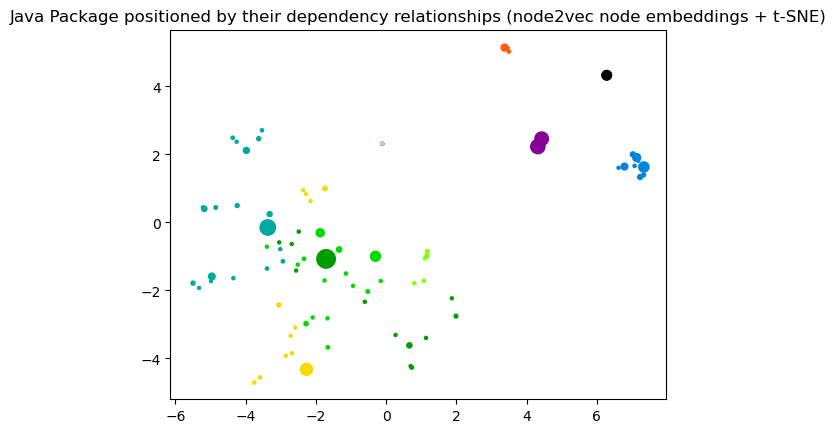 Java Package positioned by their dependency relationships (node2vec node embeddings + t-SNE)
4
2
0
−2
−4
−6 −4 −2 0 2 4 6